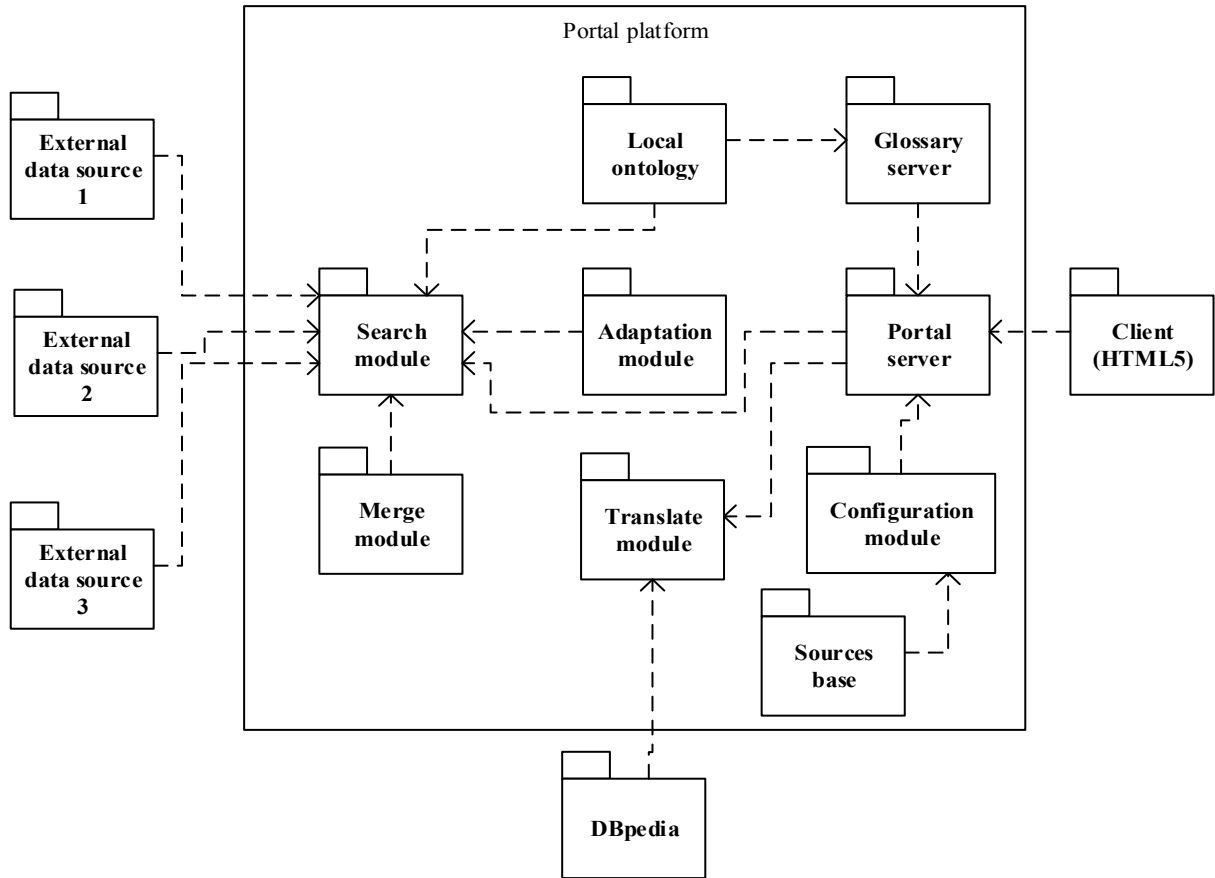 Portal platform
External
data source
1
Local
ontology
Glossary
server
External
data source
2
Search
module
Adaptation
module
Portal
server
Client
(HTML5)
External
data source
3
Merge
module
Translate
module
Configuration
module
Sources
base
DBpedia